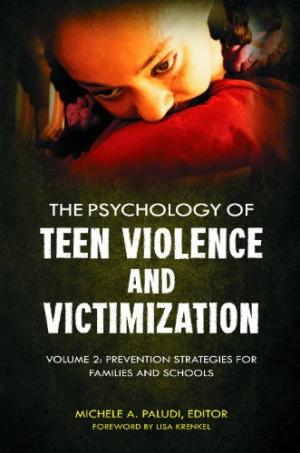 THE PSYCHOLOGY OF
TEEN VIOLENCE
AND
VICTIMIZATION
VOLUME 2: PREVENTION STRATEGIES FOR
FAMILIES AND SCHOOLS
MICHELE A. PALUDI, EDITOR
FOREWORD BY LISA KRENKEL